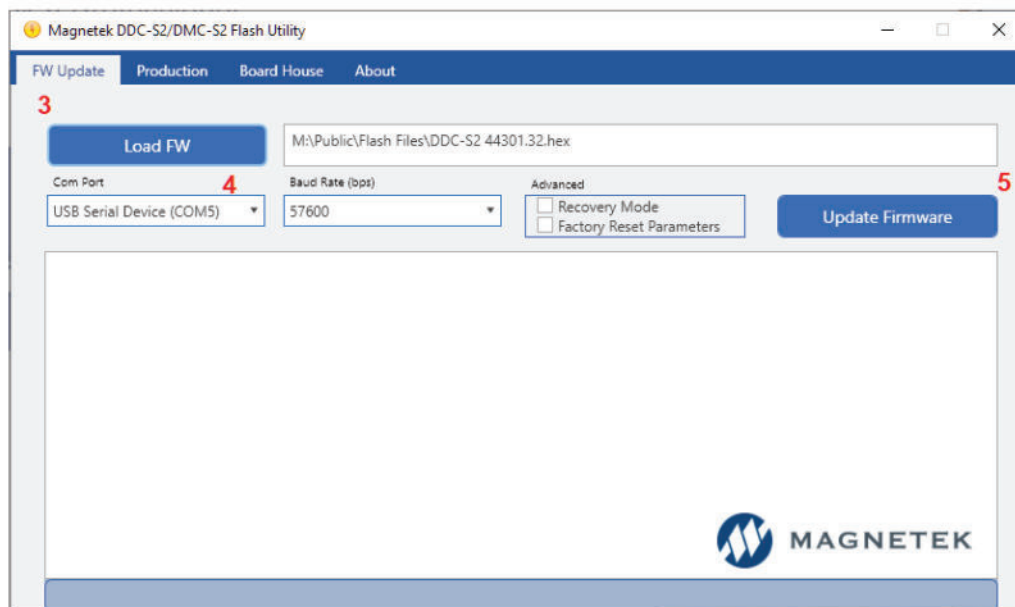 Magnetek DDC-S2/DMC-S2 Flash Utility
FW Update Production Board House About
3
Load FW
M:\Public\Flash Files\DDC-S2 44301.32.hex
Com Port
4
Baud Rate (bps)
Advanced
5
USB Serial Device (COM5)
57600
Recovery Mode
Factory Reset Parameters
Update Firmware
MAGNETEK